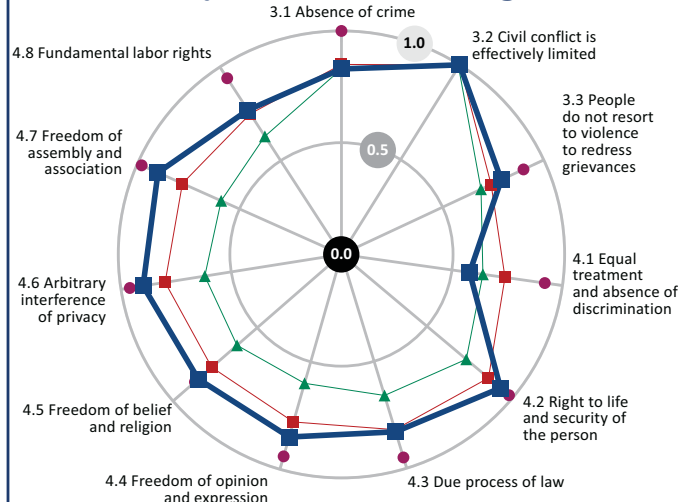 3.1 Absence of crime
1.0
3.2 Civil conflict is
effectively limited
4.8 Fundamental labor rights
3.3 People
do not resort
to violence
to redress
grievances
0.5
4.7 Freedom of
assembly and
association
0.0
4.1 Equal
treatment
and absence of
discrimination
4.6 Arbitrary
interference
of privacy
4.2 Right to life
and security of
the person
4.5 Freedom of belief
and religion
4.4 Freedom of opinion
and expression
4.3 Due process of law